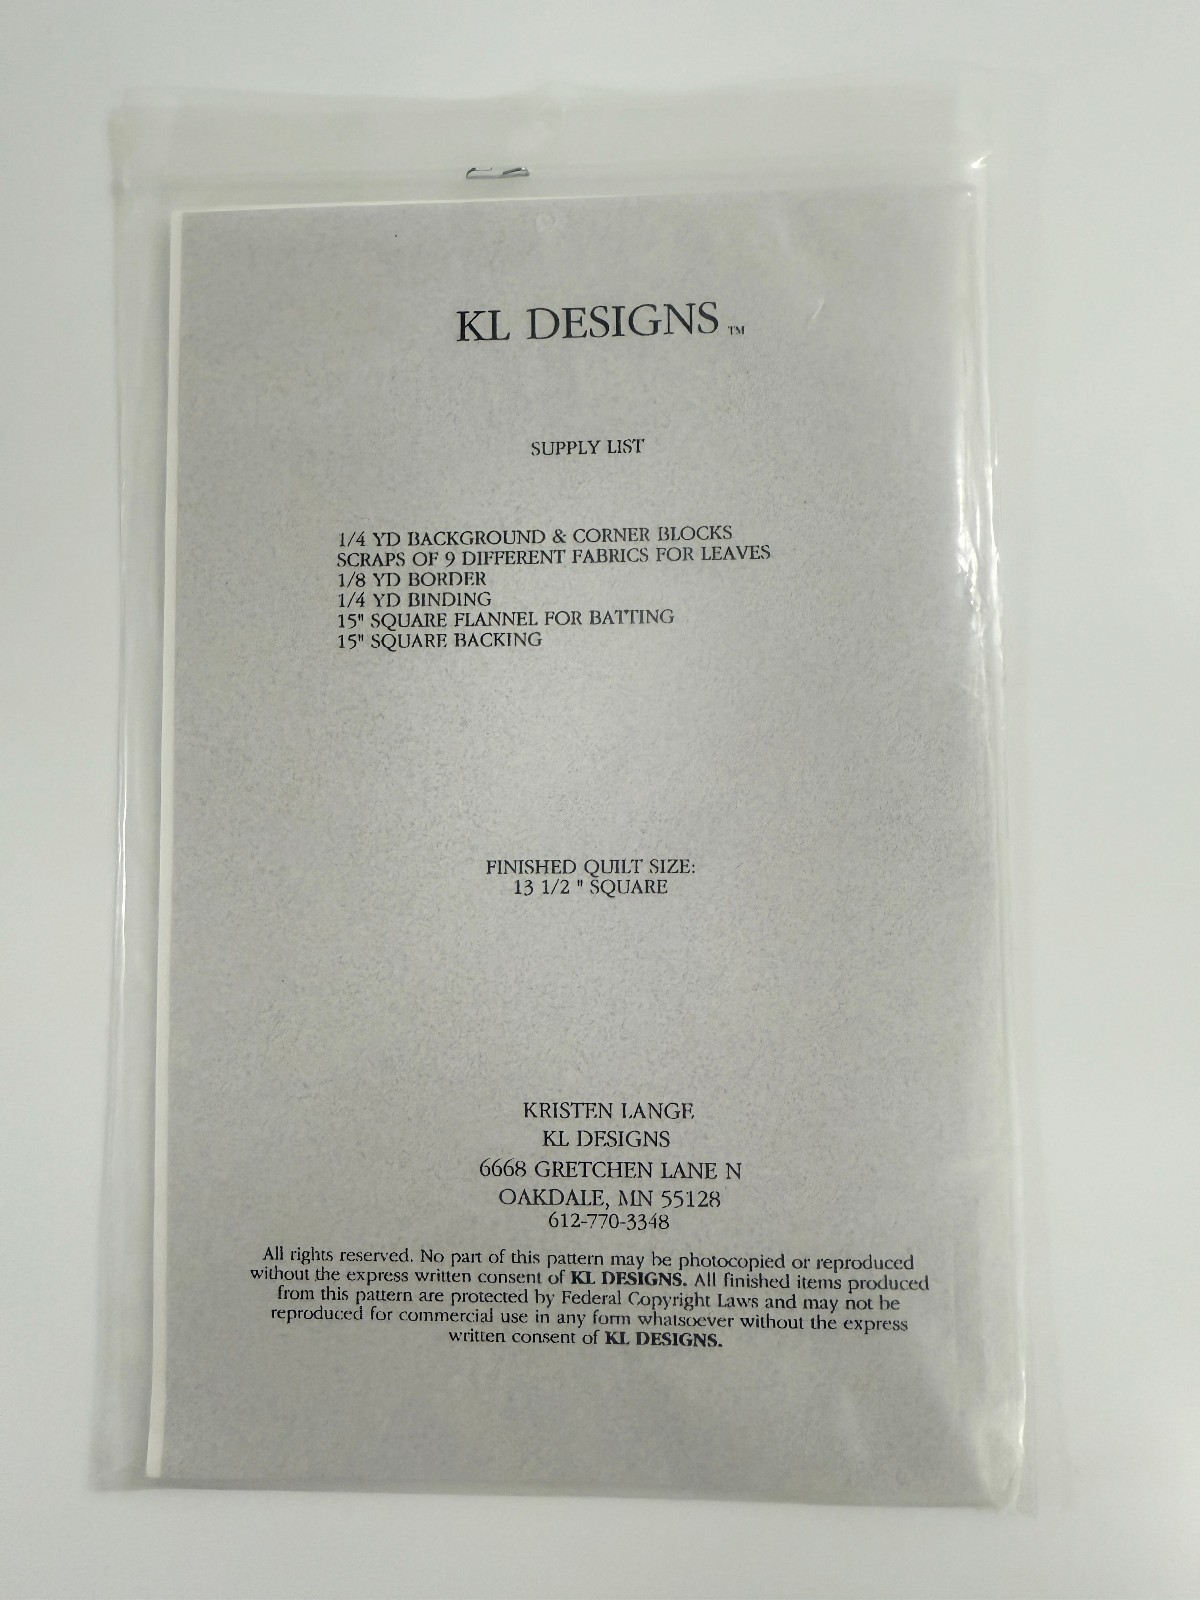 KL DESIGNS ™
SUPPLY LIST
1/4 YD BACKGROUND & CORNER BLOCKS
SCRAPS OF 9 DIFFERENT FABRICS FOR LEAVES
1/8 YD BORDER
1/4 YD BINDING
15" SQUARE FLANNEL FOR BATTING
15" SQUARE BACKING
FINISHED QUILT SIZE:
13 1/2 " SQUARE
KRISTEN LANGE
KL DESIGNS
6668 GRETCHEN LANE N
OAKDALE, MN 55128
612-770-3348
All rights reserved. No part of this pattern may be photocopied or reproduced
without the express written consent of KL DESIGNS. All finished items produced
from this pattern are protected by Federal Copyright Laws and may not be
reproduced for commercial use in any form whatsoever without the express
written consent of KL DESIGNS.